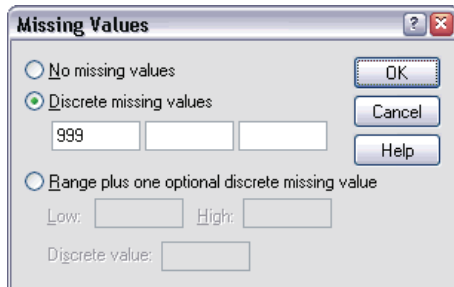 Missing Values
No missing values
OK
Discrete missing values
Cancel
999
Help
Range plus one optional discrete missing value
Low: High:
Discrete value: